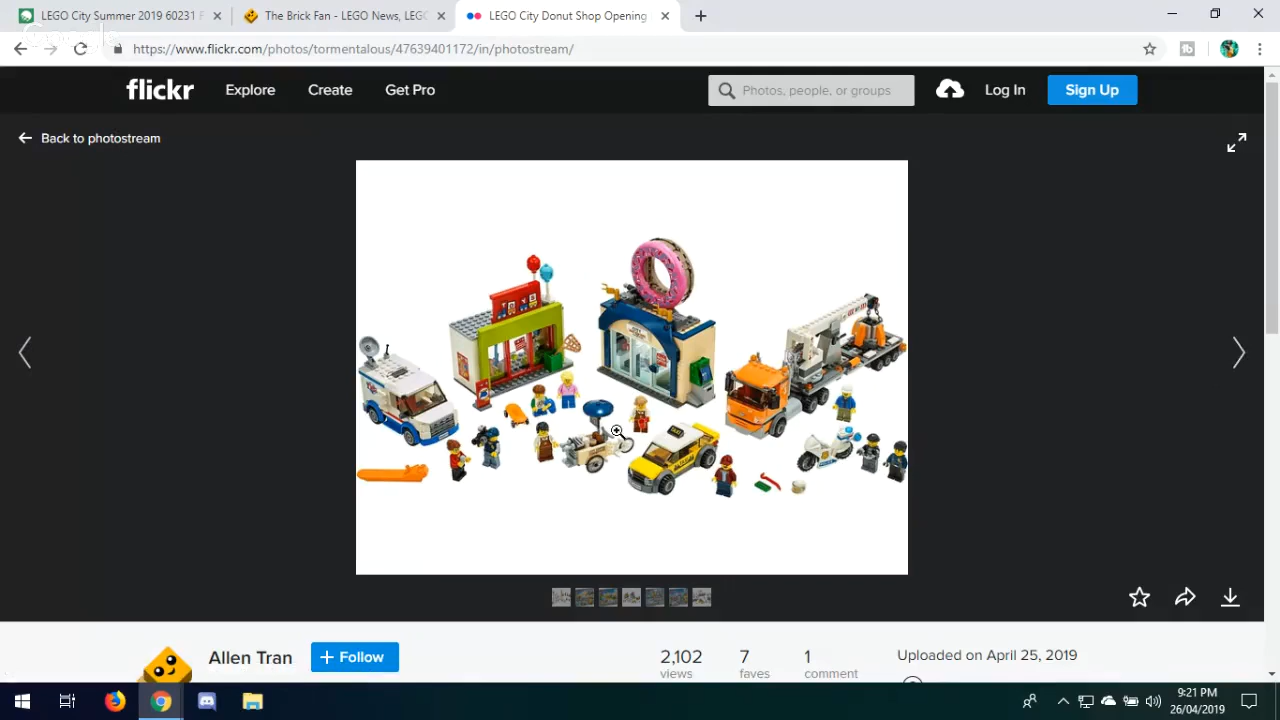 LEGO City Summer 2019 60231 F
The Brick Fan - LEGO News, LEGO
LEGO City Donut Shop Opening
https://www.flickr.com/photos/tormentalous/47639401172/in/photostream/
flickr
Explore
Create
Get Pro
Photos, people, or groups
Log In
Sign Up
Back to photostream
TAXI
Allen Tran
+ Follow
2,102
views
7
faves
1
comment
Uploaded on April 25, 2019
9:21 PM
26/04/2019